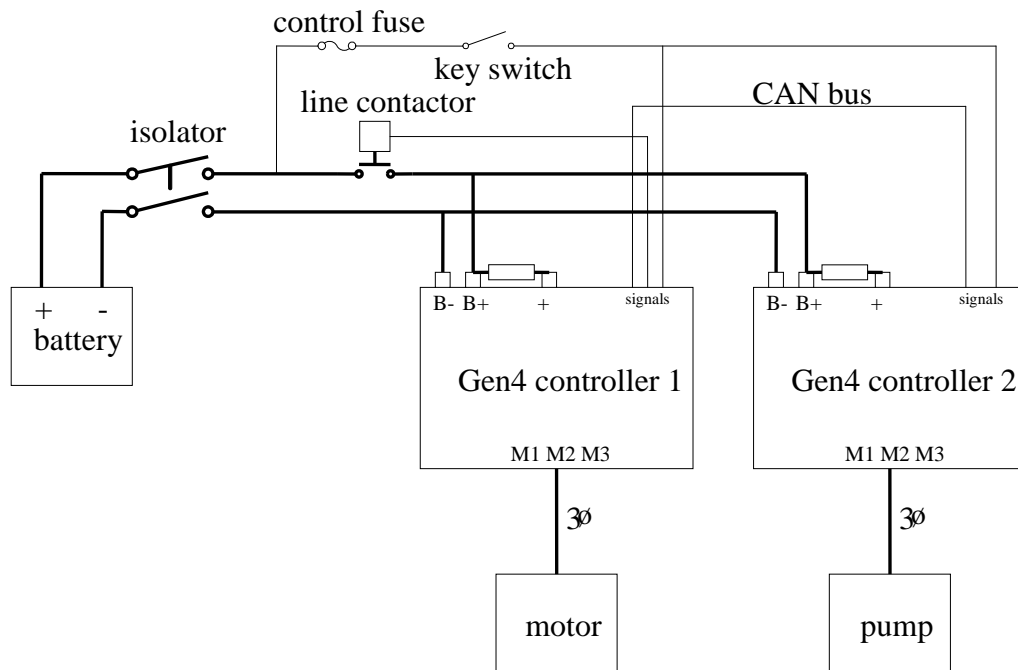 control fuse
key switch
line contactor
CAN bus
isolator
B- B+ +
signals
B- B+ +
signals
+ -
battery
Gen4 controller 1
Gen4 controller 2
M1 M2 M3
M1 M2 M3
3ø
3ø
motor
pump